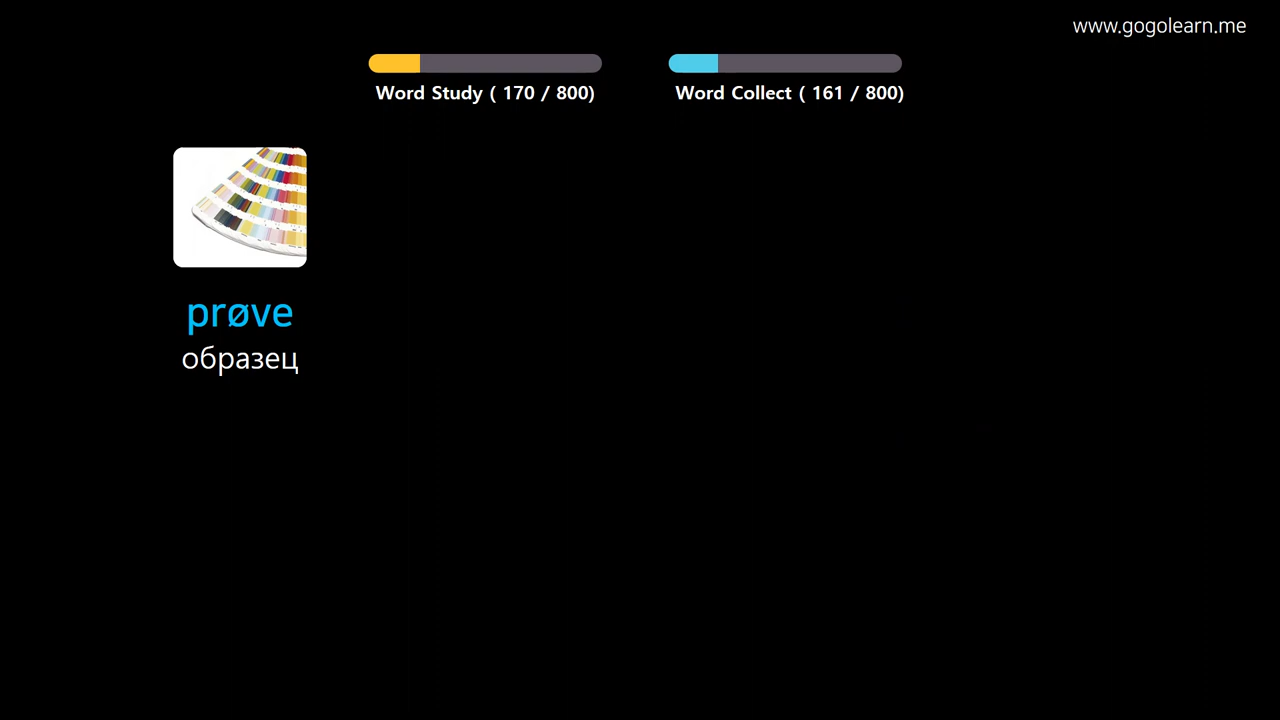 www.gogolearn.me
Word Study ( 170 / 800)
Word Collect ( 161 / 800)
prøve
образец